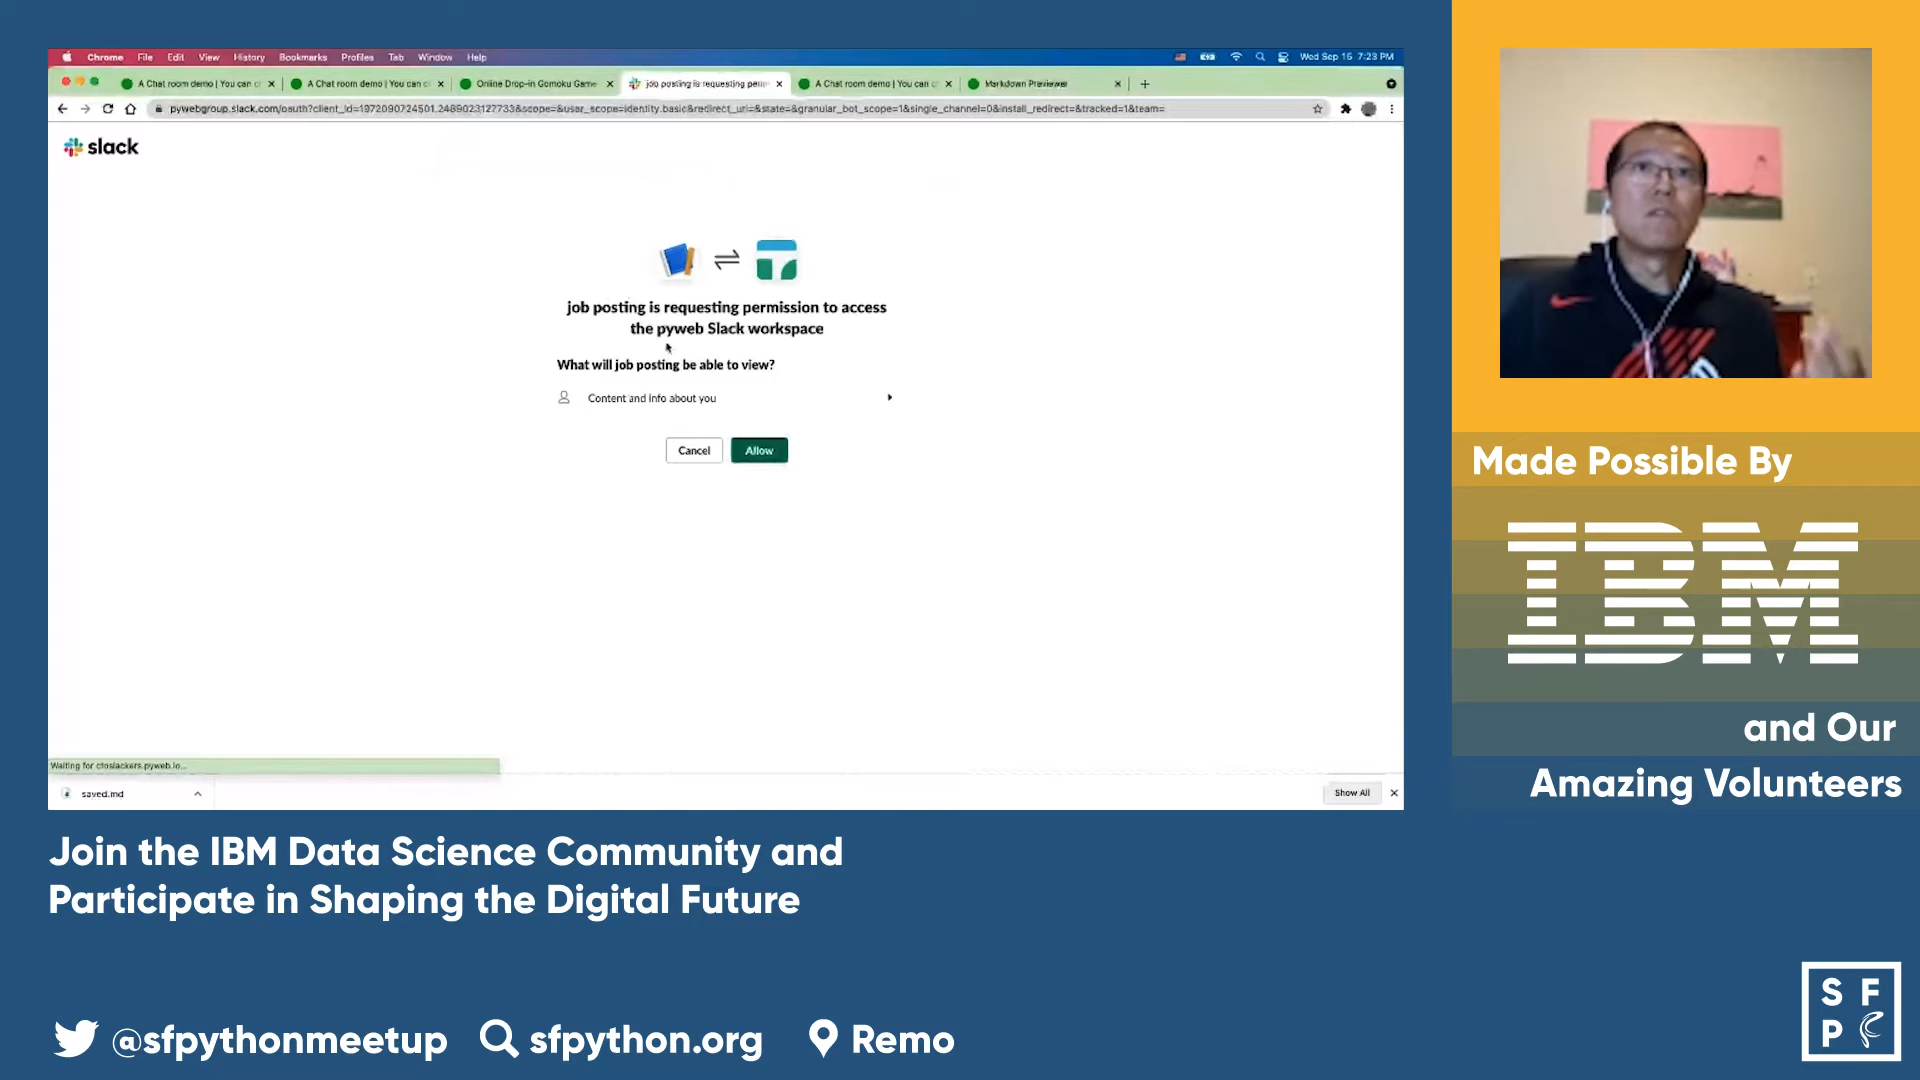 Chrome File Edit View History Bookmarks Profiles Tab Window Help
Wed Sep 15 7:23 PM
A Chat room demo | You can c
A Chat room demo | You can c
Online Drop-in Gomoku Game
job posting is requesting perm
A Chat room demo | You can c
Markdown Previewer
pywebgroup.slack.com/oauth?client_id=1972090724501.2489023127733&scope=&user_scope=identity.basic&redirect_uri=&state=&granular_bot_scope=1&single_channel=0&install_redirect=&tracked=1&team=
slack
job posting is requesting permission to access
the pyweb Slack workspace
What will job posting be able to view?
Content and info about you
Cancel
Allow
Waiting for ctoslackers.pyweb.io...
saved.md
Show All
Made Possible By
IBM
and Our
Amazing Volunteers
Join the IBM Data Science Community and
Participate in Shaping the Digital Future
@sfpythonmeetup
sfpython.org
Remo
S F
P